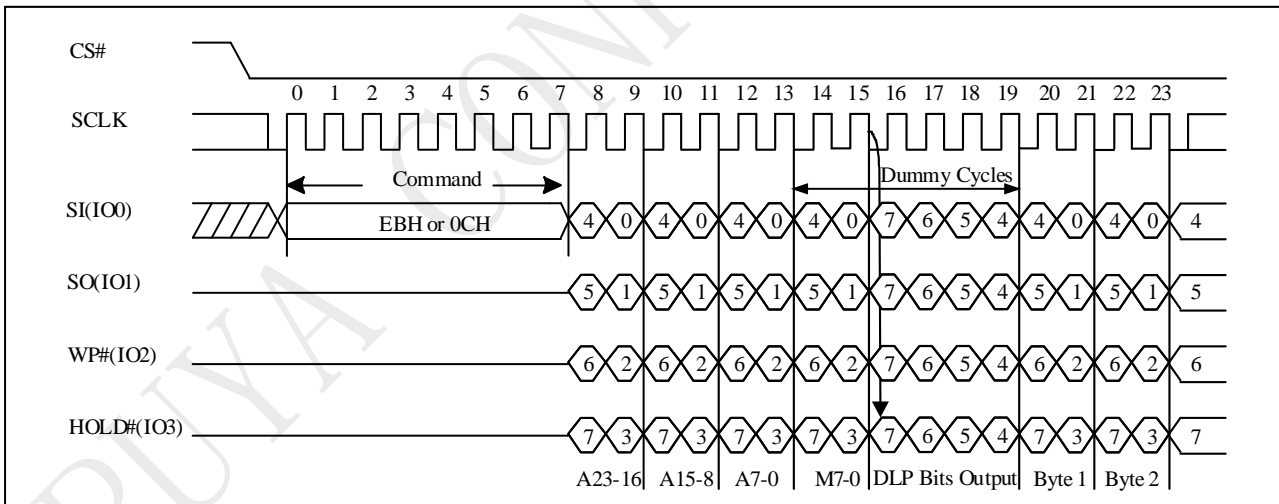 CS#
0 1 2 3 4 5 6 7 8 9 10 11 12 13 14 15 16 17 18 19 20 21 22 23
SCLK
Command
Dummy Cycles
SI(IO0)
EBH or 0CH
4 0 4 0 4 0 4 0 7 6 5 4 4 0 4 0 4
SO(IO1)
5 1 5 1 5 1 5 1 7 6 5 4 5 1 5 1 5
WP#(IO2)
6 2 6 2 6 2 6 2 7 6 5 4 6 2 6 2 6
HOLD#(IO3)
7 3 7 3 7 3 7 3 7 6 5 4 7 3 7 3 7
A23-16 A15-8 A7-0 M7-0 DLP Bits Output Byte 1 Byte 2
PUYA CONF